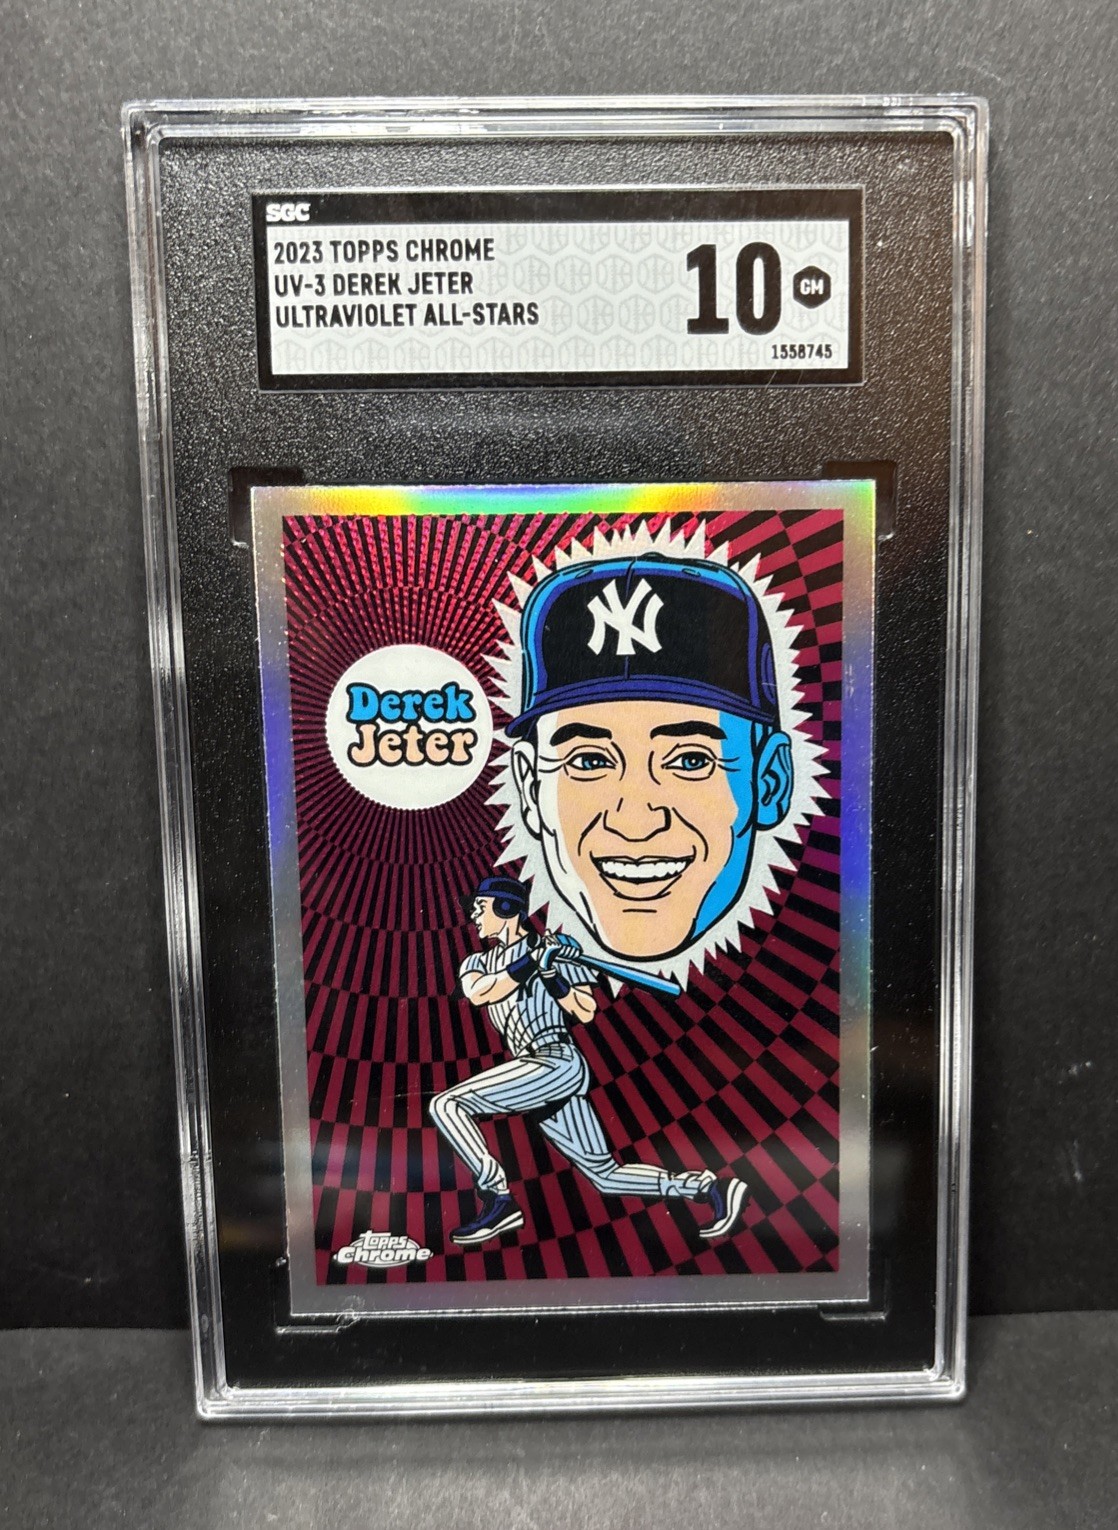 SGC
2023 TOPPS CHROME
UV-3 DEREK JETER
ULTRAVIOLET ALL-STARS
10 GM
1558745
NY
Derek
Jeter
topps
Chrome